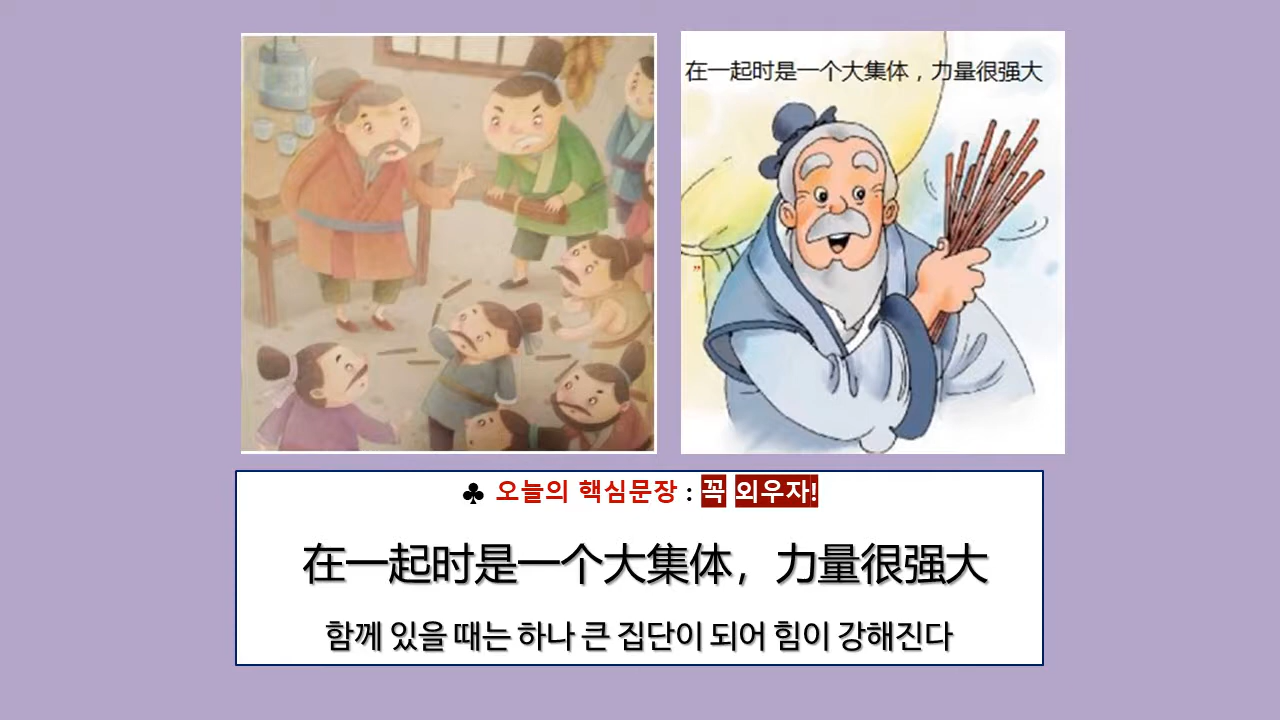 在一起时是一个大集体，力量很强大
”
♣ 오늘의 핵심문장 : 꼭 외우자!
在一起时是一个大集体，力量很强大
함께 있을 때는 하나 큰 집단이 되어 힘이 강해진다